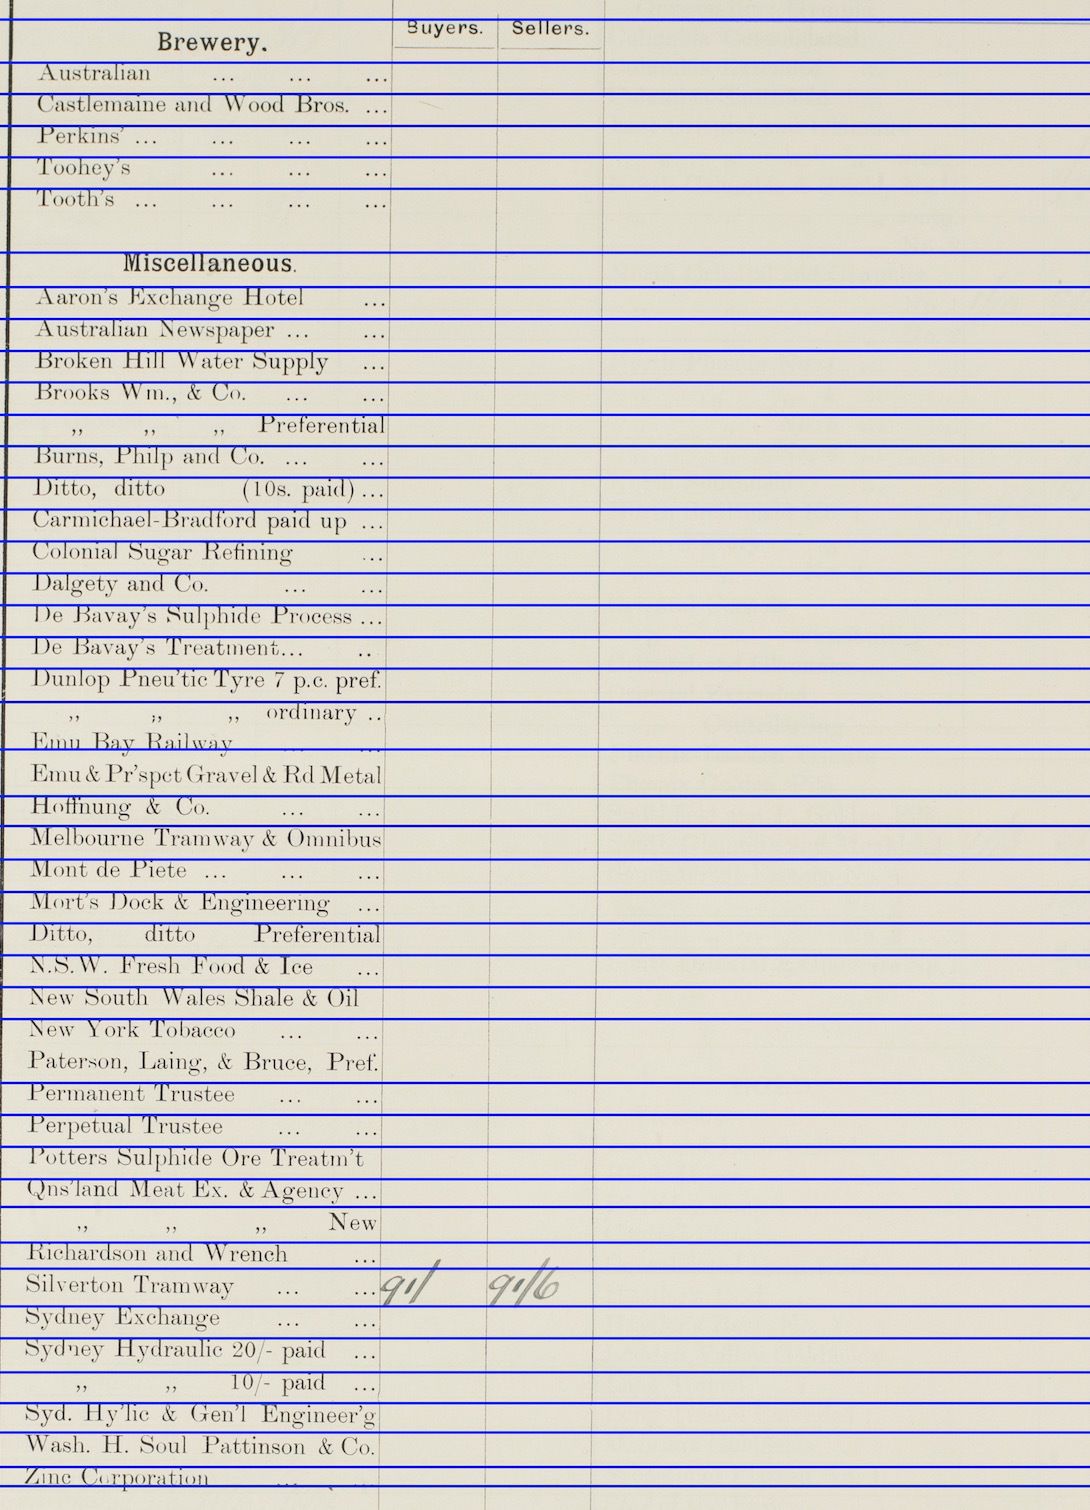 Buyers. Sellers.
Brewery.
Australian ... ... ...
Castlemaine and Wood Bros. ...
Perkins' ... ... ... ...
Toohey's ... ... ...
Tooth's ... ... ... ...
Miscellaneous.
Aaron's Exchange Hotel ...
Australian Newspaper ... ...
Broken Hill Water Supply ...
Brooks Wm., & Co. ... ...
,, ,, ,, Preferential
Burns, Philp and Co. ... ...
Ditto, ditto (10s. paid) ...
Carmichael-Bradford paid up ...
Colonial Sugar Refining ...
Dalgety and Co. ... ...
De Bavay's Sulphide Process ...
De Bavay's Treatment... ..
Dunlop Pneu'tic Tyre 7 p.c. pref.
,, ,, ,, ordinary ..
Emu Bay Railway ... ...
Emu & Pr'spct Gravel & Rd Metal
Hoffnung & Co. ... ...
Melbourne Tramway & Omnibus
Mont de Piete ... ... ...
Mort's Dock & Engineering ...
Ditto, ditto Preferential
N.S.W. Fresh Food & Ice ...
New South Wales Shale & Oil
New York Tobacco ... ...
Paterson, Laing, & Bruce, Pref.
Permanent Trustee ... ...
Perpetual Trustee ... ...
Potters Sulphide Ore Treatm't
Qns'land Meat Ex. & Agency ...
,, ,, ,, New
Richardson and Wrench ...
Silverton Tramway ... ... 91/ 91/6
Sydney Exchange ... ...
Sydney Hydraulic 20/- paid ...
,, ,, 10/- paid ...
Syd. Hy'lic & Gen'l Engineer'g
Wash. H. Soul Pattinson & Co.
Zinc Corporation ... ...